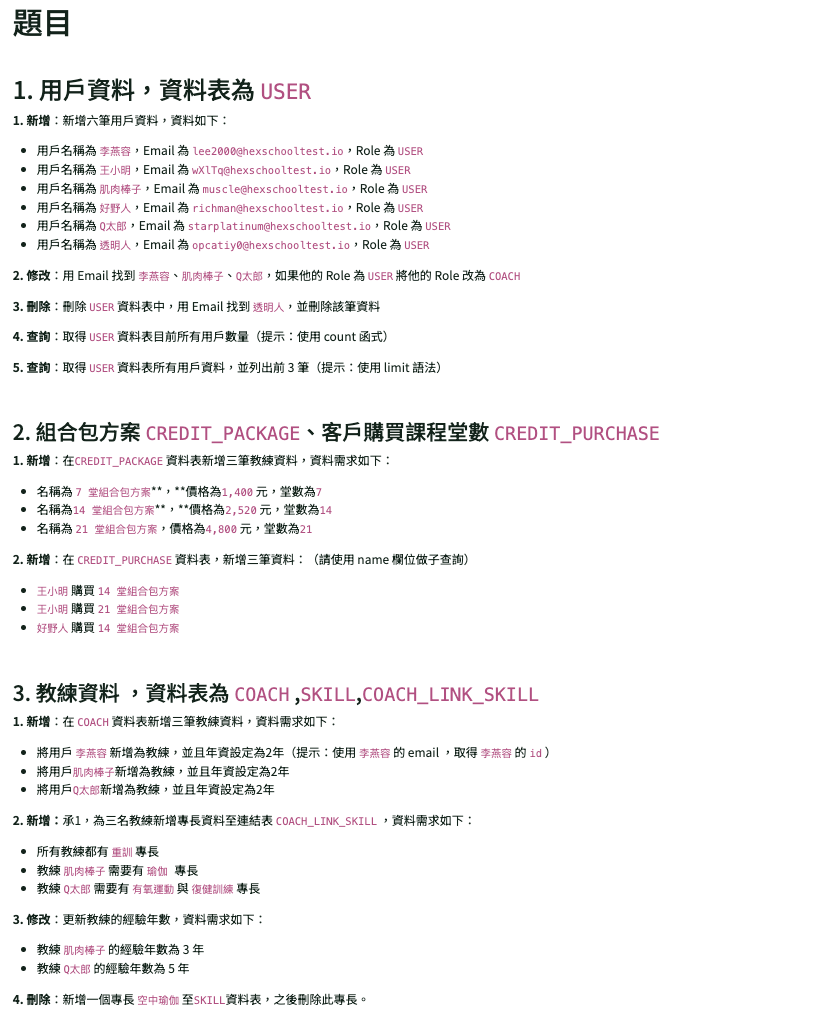 題目
1. 用戶資料，資料表為 USER
1. 新增：新增六筆用戶資料，資料如下：
• 用戶名稱為 李燕容，Email 為 lee2000@hexschooltest.io，Role 為 USER
• 用戶名稱為 王小明，Email 為 wXlTq@hexschooltest.io，Role 為 USER
• 用戶名稱為 肌肉棒子，Email 為 muscle@hexschooltest.io，Role 為 USER
• 用戶名稱為 好野人，Email 為 richman@hexschooltest.io，Role 為 USER
• 用戶名稱為 Q太郎，Email 為 starplatinum@hexschooltest.io，Role 為 USER
• 用戶名稱為 透明人，Email 為 opcatiy0@hexschooltest.io，Role 為 USER
2. 修改：用 Email 找到 李燕容、肌肉棒子、Q太郎，如果他的 Role 為 USER 將他的 Role 改為 COACH
3. 刪除：刪除 USER 資料表中，用 Email 找到 透明人，並刪除該筆資料
4. 查詢：取得 USER 資料表目前所有用戶數量（提示：使用 count 函式）
5. 查詢：取得 USER 資料表所有用戶資料，並列出前 3 筆（提示：使用 limit 語法）
2. 組合包方案 CREDIT_PACKAGE、客戶購買課程堂數 CREDIT_PURCHASE
1. 新增：在CREDIT_PACKAGE 資料表新增三筆教練資料，資料需求如下：
• 名稱為 7 堂組合包方案**，**價格為1,400 元，堂數為7
• 名稱為14 堂組合包方案**，**價格為2,520 元，堂數為14
• 名稱為 21 堂組合包方案，價格為4,800 元，堂數為21
2. 新增：在 CREDIT_PURCHASE 資料表，新增三筆資料：（請使用 name 欄位做子查詢）
• 王小明 購買 14 堂組合包方案
• 王小明 購買 21 堂組合包方案
• 好野人 購買 14 堂組合包方案
3. 教練資料 ，資料表為 COACH ,SKILL,COACH_LINK_SKILL
1. 新增：在 COACH 資料表新增三筆教練資料，資料需求如下：
• 將用戶 李燕容 新增為教練，並且年資設定為2年（提示：使用 李燕容 的 email ，取得 李燕容 的 id ）
• 將用戶肌肉棒子新增為教練，並且年資設定為2年
• 將用戶Q太郎新增為教練，並且年資設定為2年
2. 新增：承1，為三名教練新增專長資料至連結表 COACH_LINK_SKILL ，資料需求如下：
• 所有教練都有 重訓 專長
• 教練 肌肉棒子 需要有 瑜伽 專長
• 教練 Q太郎 需要有 有氧運動 與 復健訓練 專長
3. 修改：更新教練的經驗年數，資料需求如下：
• 教練 肌肉棒子 的經驗年數為 3 年
• 教練 Q太郎 的經驗年數為 5 年
4. 刪除：新增一個專長 空中瑜伽 至SKILL資料表，之後刪除此專長。